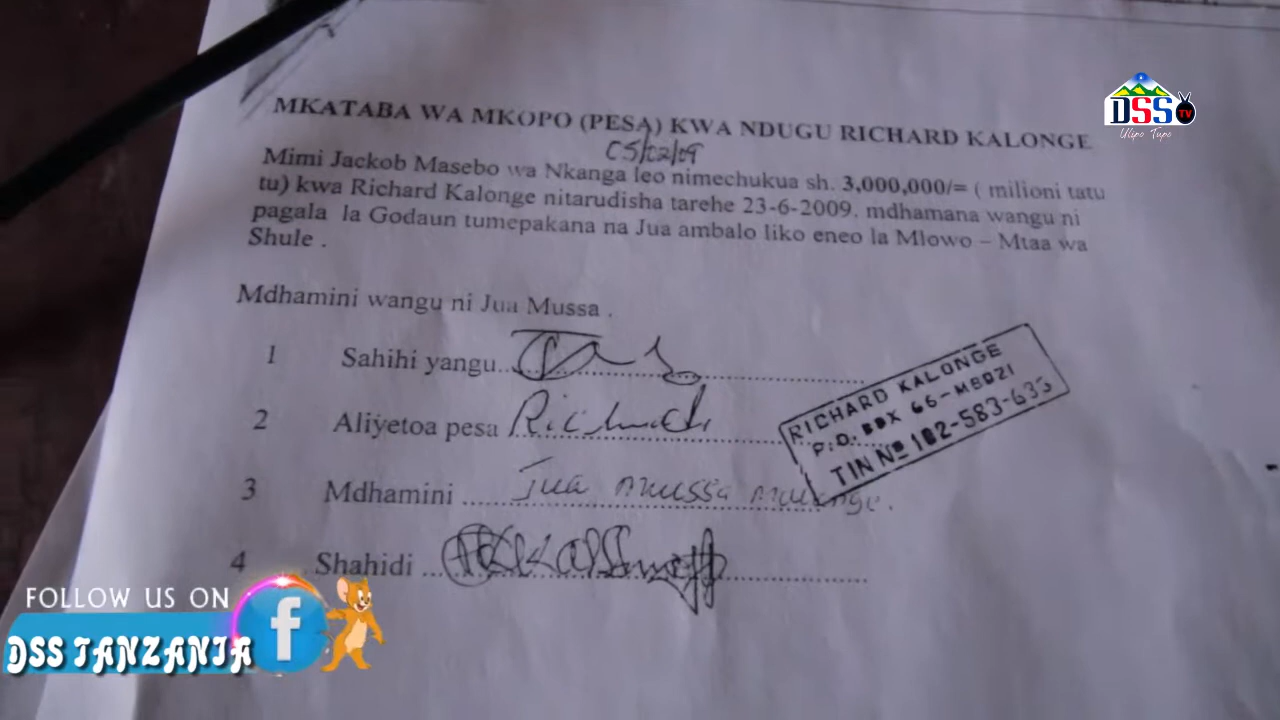 MKATABA WA MKOPO (PESA) KWA NDUGU RICHARD KALONGE
Mimi Jackob Masebo wa Nkanga leo nimechukua sh. 3,000,000/= ( milioni tatu
tu) kwa Richard Kalonge nitarudisha tarehe 23-6-2009. mdhamana wangu ni
pagala la Godaun tumepakana na Jua ambalo liko eneo la Mlowo – Mtaa wa
Shule .
Mdhamini wangu ni Jua Mussa .
1 Sahihi yangu
2 Aliyetoa pesa Richard
3 Mdhamini Jua mussa
4 Shahidi
RICHARD KALONGE
P.O. BOX 66-MBOZI
TIN No 102-583-633
DSS TV
Ulipo Tupo
FOLLOW US ON
f
DSS TANZANIA